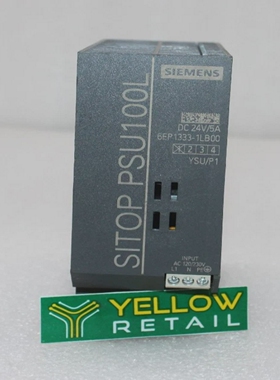 SIEMENS
SITOP PSU100L
DC 24V/5A
6EP1333-1LB00
2 3 4
YSU/P1
INPUT
AC 120/230V
L1 N PE
YELLOW
RETAIL